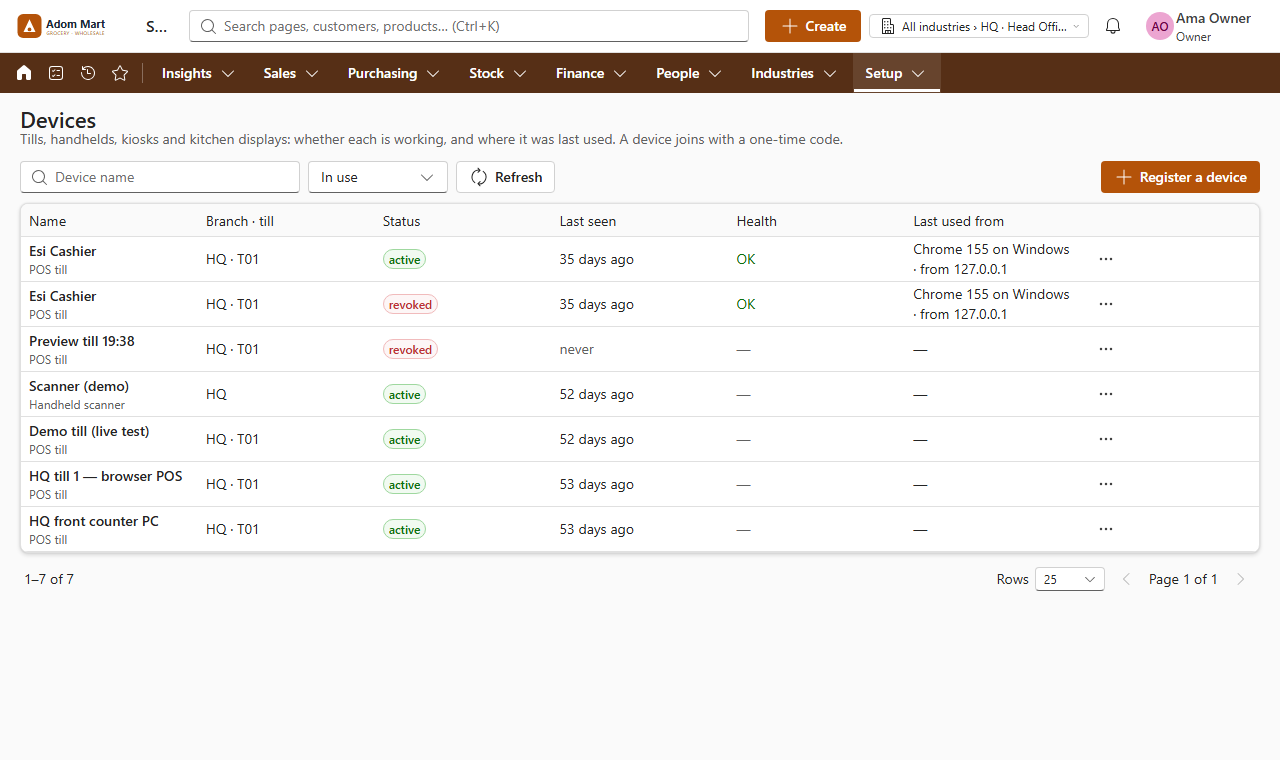 Adom Mart
GROCERY · WHOLESALE
S...
Search pages, customers, products... (Ctrl+K)
Create
All industries › HQ · Head Offi...
AO
Ama Owner
Owner
Insights
Sales
Purchasing
Stock
Finance
People
Industries
Setup
Devices
Tills, handhelds, kiosks and kitchen displays: whether each is working, and where it was last used. A device joins with a one-time code.
Device name
In use
Refresh
Register a device
Name Branch · till Status Last seen Health Last used from
Esi Cashier
POS till
HQ · T01 active 35 days ago OK
Chrome 155 on Windows
· from 127.0.0.1
Esi Cashier
POS till
HQ · T01 revoked 35 days ago OK
Chrome 155 on Windows
· from 127.0.0.1
Preview till 19:38
POS till
HQ · T01 revoked never — —
Scanner (demo)
Handheld scanner
HQ active 52 days ago — —
Demo till (live test)
POS till
HQ · T01 active 52 days ago — —
HQ till 1 — browser POS
POS till
HQ · T01 active 53 days ago — —
HQ front counter PC
POS till
HQ · T01 active 53 days ago — —
1–7 of 7
Rows 25 Page 1 of 1